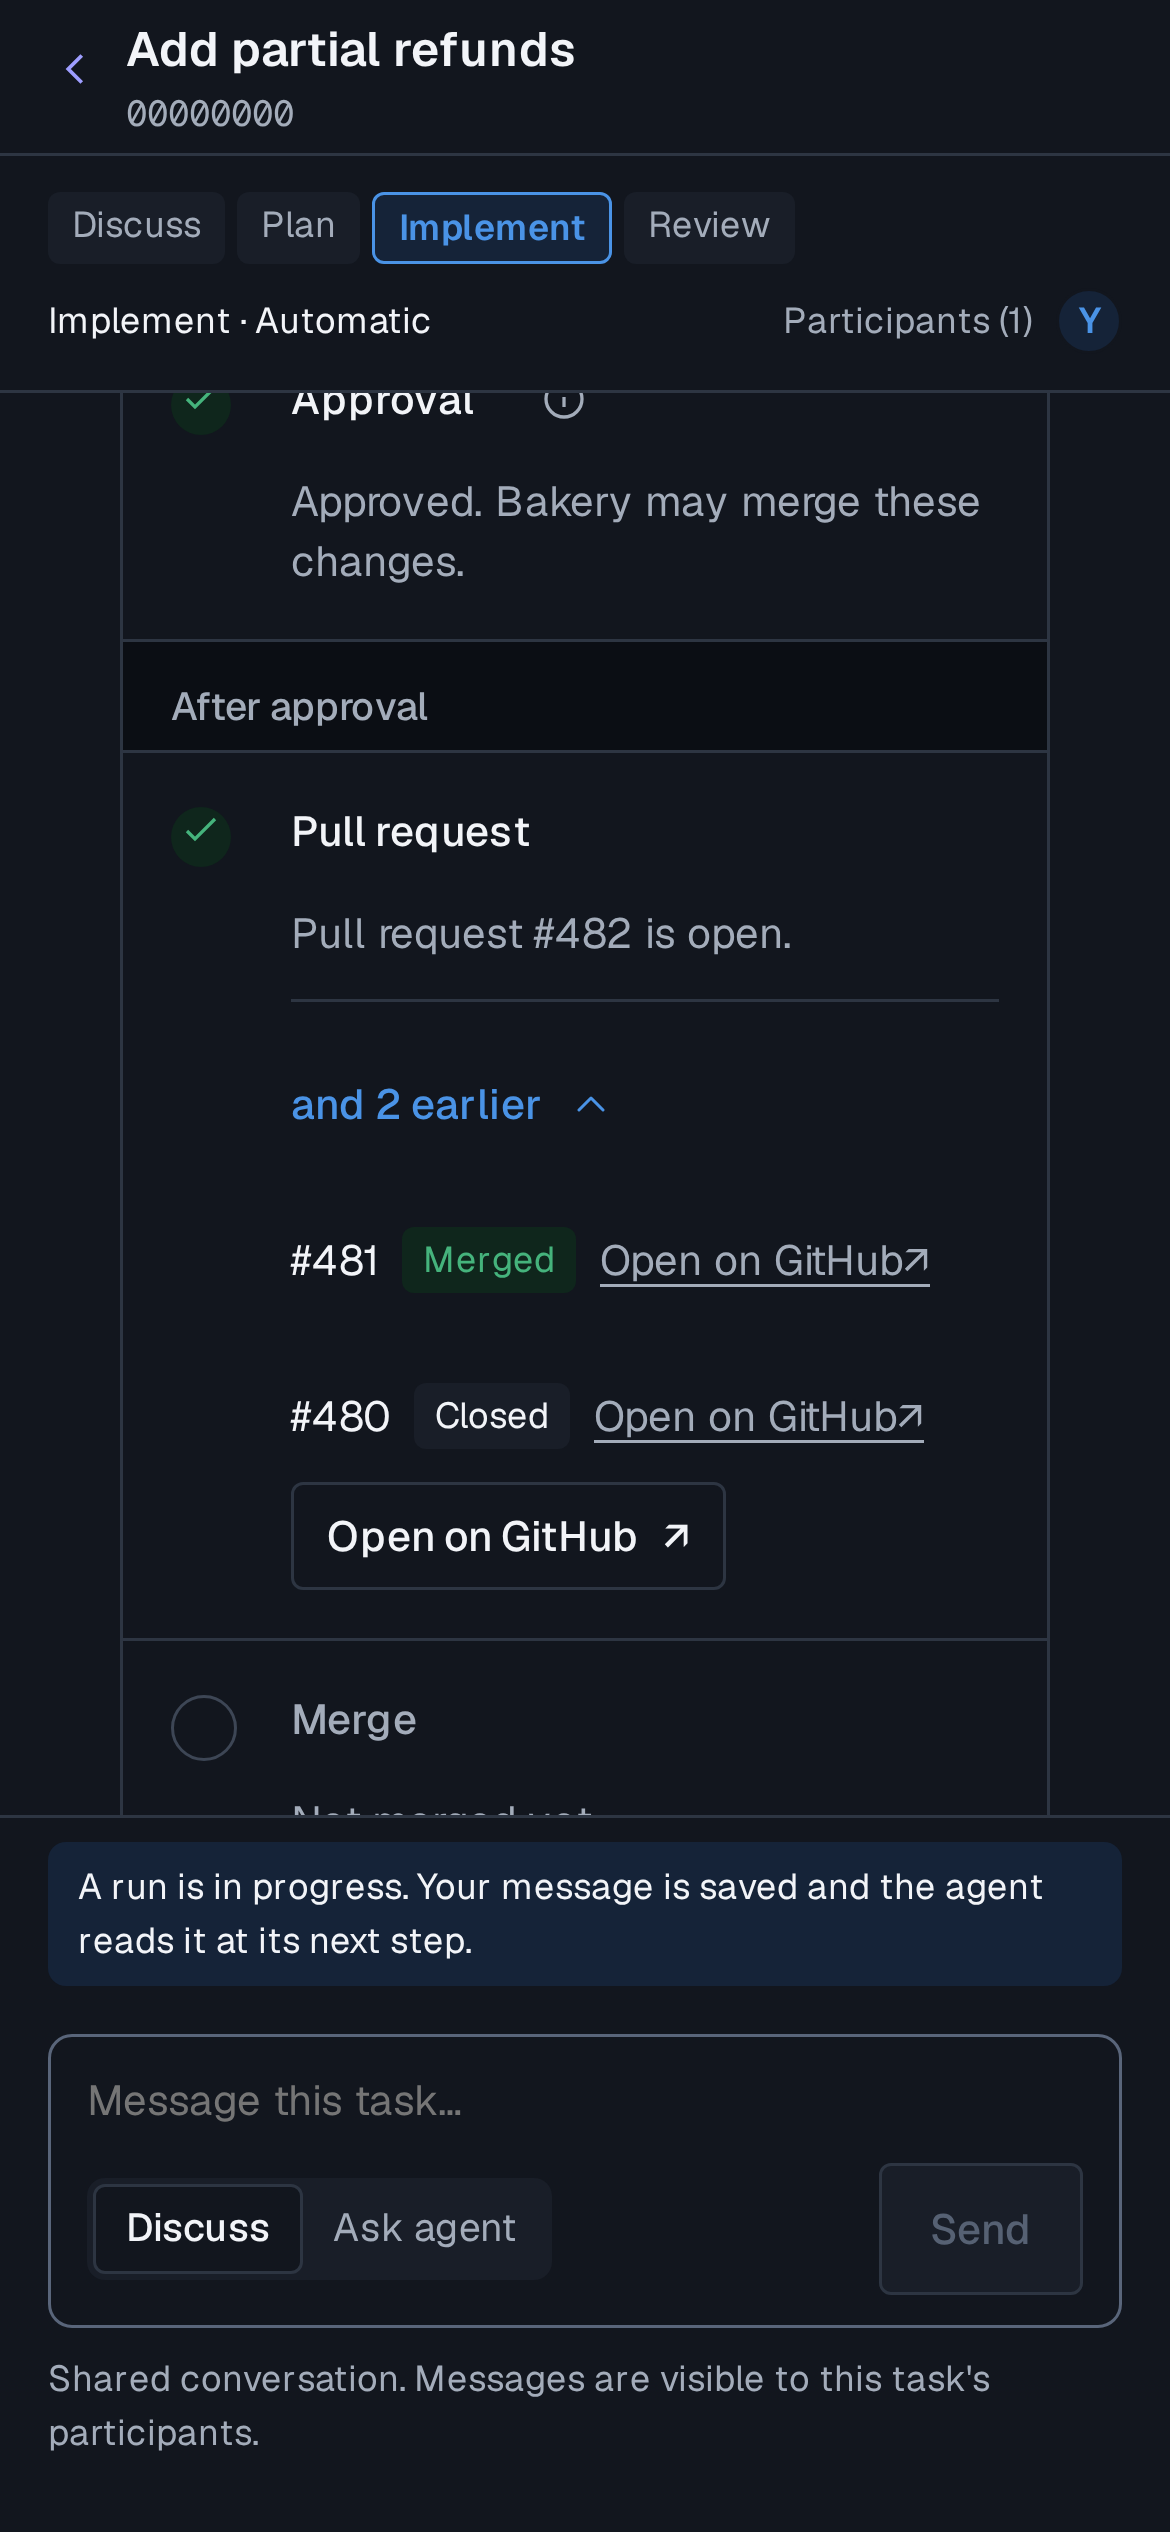 Add partial refunds
00000000
Discuss
Plan
Implement
Review
Implement · Automatic
Participants (1)
Y
Approval
Approved. Bakery may merge these
changes.
After approval
Pull request
Pull request #482 is open.
and 2 earlier
#481 Merged Open on GitHub↗
#480 Closed Open on GitHub↗
Open on GitHub ↗
Merge
Not merged yet
A run is in progress. Your message is saved and the agent
reads it at its next step.
Message this task…
Discuss
Ask agent
Send
Shared conversation. Messages are visible to this task's
participants.